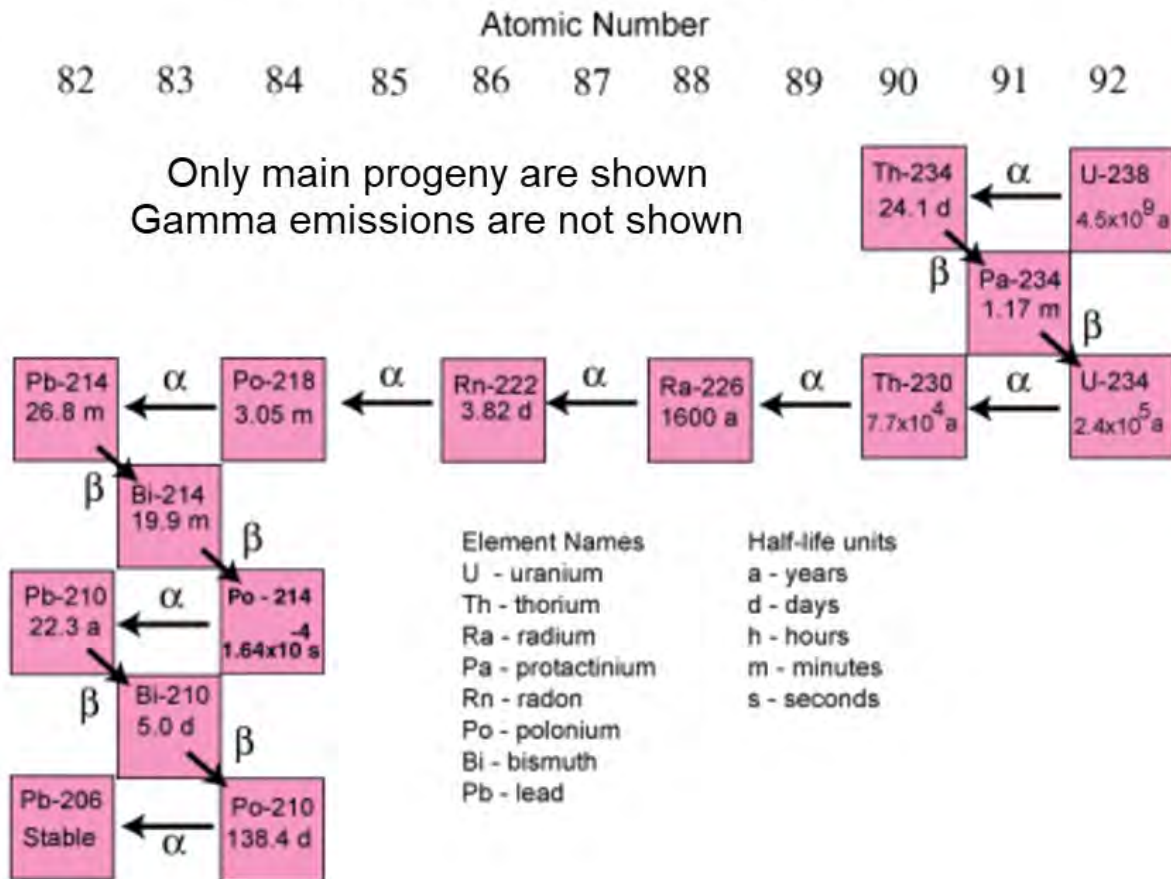 Atomic Number
82 83 84 85 86 87 88 89 90 91 92
Only main progeny are shown
Gamma emissions are not shown
Th-234
24.1 d
α
U-238
4.5x10⁹ a
β
Pa-234
1.17 m
β
Pb-214
26.8 m
α
Po-218
3.05 m
α
Rn-222
3.82 d
α
Ra-226
1600 a
α
Th-230
7.7x10⁴ a
α
U-234
2.4x10⁵ a
β
Bi-214
19.9 m
β
Pb-210
22.3 a
α
Po - 214
1.64x10⁻⁴ s
β
Bi-210
5.0 d
β
Pb-206
Stable
α
Po-210
138.4 d
Element Names
U - uranium
Th - thorium
Ra - radium
Pa - protactinium
Rn - radon
Po - polonium
Bi - bismuth
Pb - lead
Half-life units
a - years
d - days
h - hours
m - minutes
s - seconds